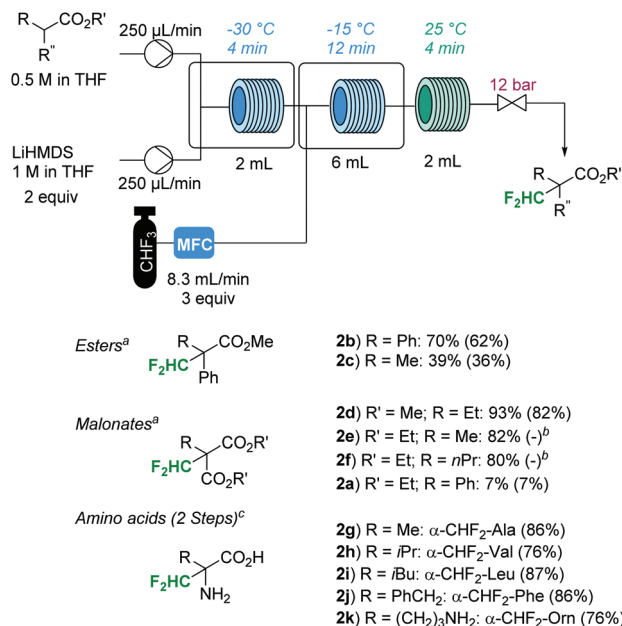 R CO₂R'
R''
0.5 M in THF
250 µL/min
-30 °C
4 min
-15 °C
12 min
25 °C
4 min
12 bar
2 mL
6 mL
2 mL
LiHMDS
1 M in THF
2 equiv
250 µL/min
R CO₂R'
F₂HC
R''
CHF₃
MFC
8.3 mL/min
3 equiv
Estersᵃ
R CO₂Me
F₂HC
Ph
2b) R = Ph: 70% (62%)
2c) R = Me: 39% (36%)
Malonatesᵃ
R CO₂R'
F₂HC
CO₂R'
2d) R' = Me; R = Et: 93% (82%)
2e) R' = Et; R = Me: 82% (-)ᵇ
2f) R' = Et; R = nPr: 80% (-)ᵇ
2a) R' = Et; R = Ph: 7% (7%)
Amino acids (2 Steps)ᶜ
R CO₂H
F₂HC
NH₂
2g) R = Me: α-CHF₂-Ala (86%)
2h) R = iPr: α-CHF₂-Val (76%)
2i) R = iBu: α-CHF₂-Leu (87%)
2j) R = PhCH₂: α-CHF₂-Phe (86%)
2k) R = (CH₂)₃NH₂: α-CHF₂-Orn (76%)